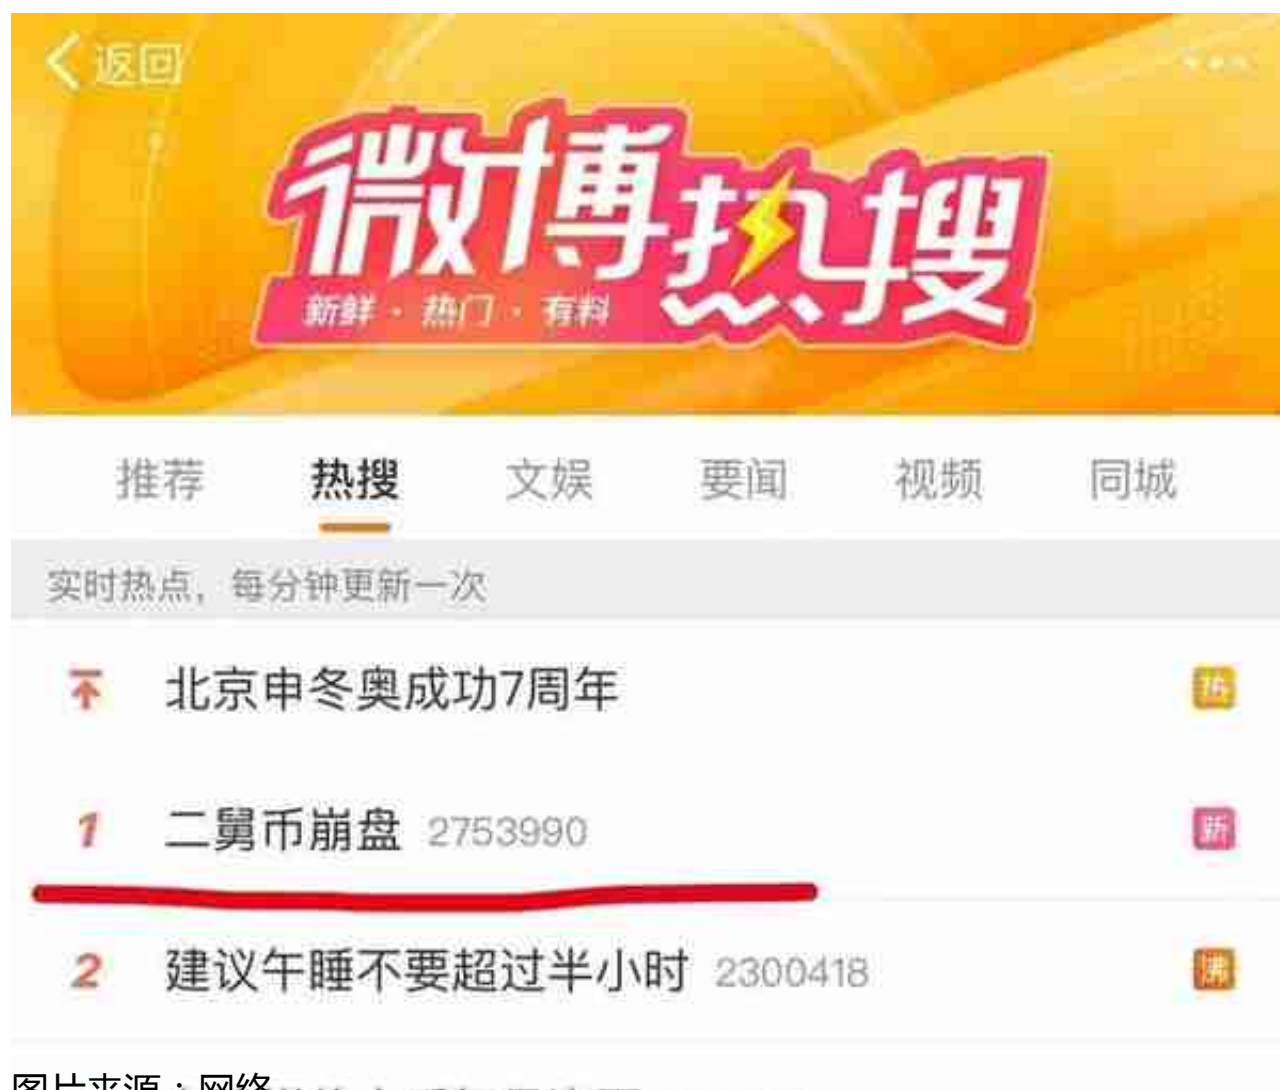 返回
微博热搜
新鲜·热门·有料
推荐 热搜 文娱 要闻 视频 同城
实时热点，每分钟更新一次
北京申冬奥成功7周年 热
1 二舅币崩盘 2753990 新
2 建议午睡不要超过半小时 2300418 沸
图片来源：网络